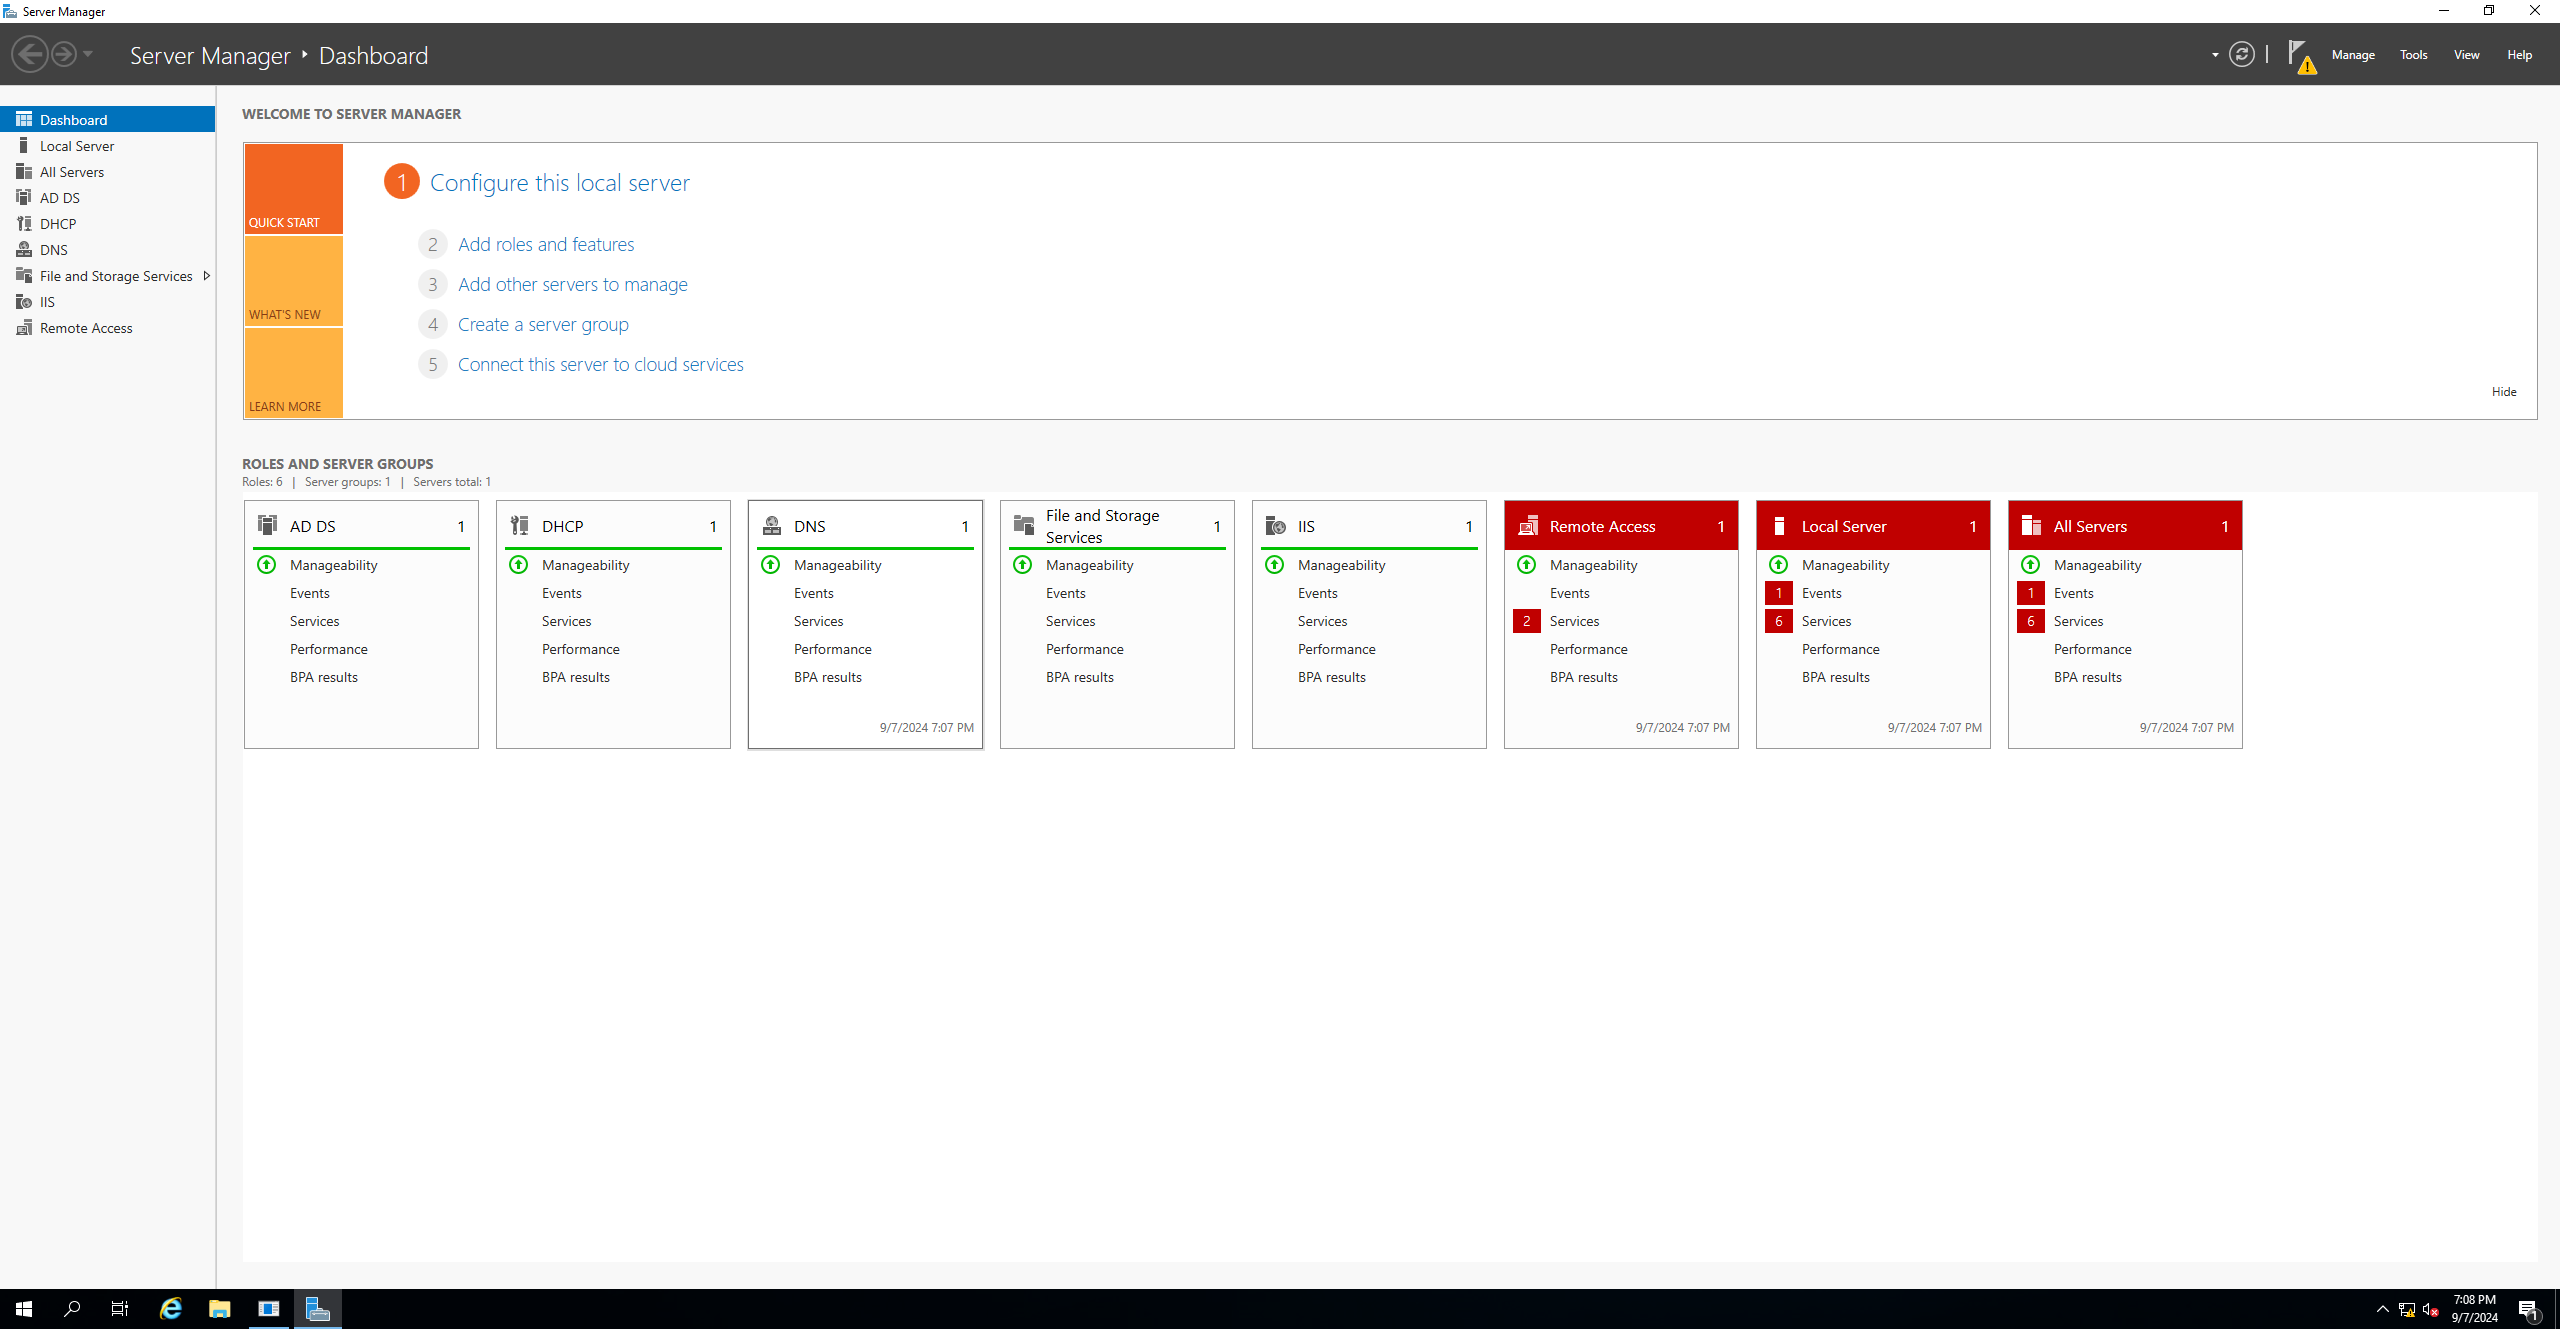 Server Manager
Server Manager ‣ Dashboard
Manage
Tools
View
Help
Dashboard
Local Server
All Servers
AD DS
DHCP
DNS
File and Storage Services
IIS
Remote Access
WELCOME TO SERVER MANAGER
QUICK START
WHAT'S NEW
LEARN MORE
1 Configure this local server
2 Add roles and features
3 Add other servers to manage
4 Create a server group
5 Connect this server to cloud services
Hide
ROLES AND SERVER GROUPS
Roles: 6 | Server groups: 1 | Servers total: 1
AD DS 1
Manageability
Events
Services
Performance
BPA results
DHCP 1
Manageability
Events
Services
Performance
BPA results
DNS 1
Manageability
Events
Services
Performance
BPA results
9/7/2024 7:07 PM
File and Storage
Services 1
Manageability
Events
Services
Performance
BPA results
IIS 1
Manageability
Events
Services
Performance
BPA results
Remote Access 1
Manageability
Events
2 Services
Performance
BPA results
9/7/2024 7:07 PM
Local Server 1
Manageability
1 Events
6 Services
Performance
BPA results
9/7/2024 7:07 PM
All Servers 1
Manageability
1 Events
6 Services
Performance
BPA results
9/7/2024 7:07 PM
7:08 PM
9/7/2024
1